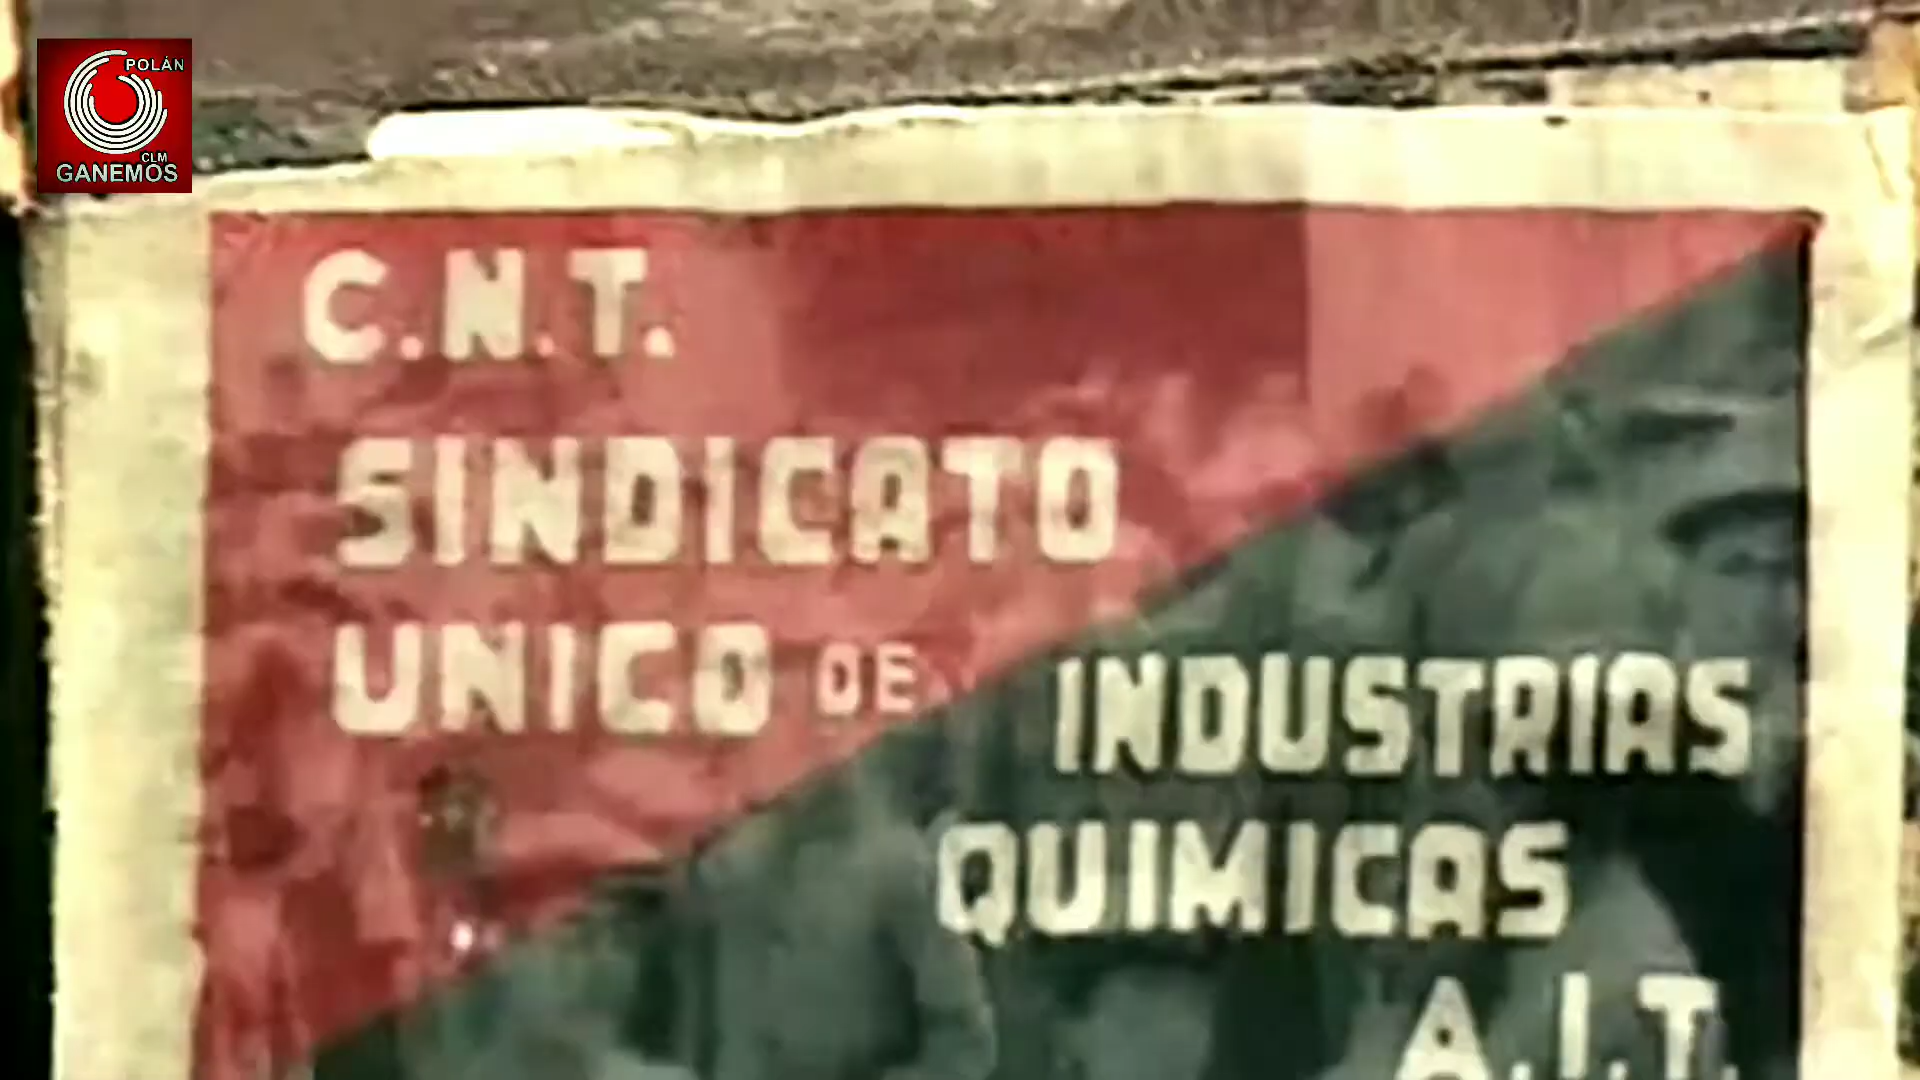 POLÁN
CLM
GANEMOS
C.N.T.
SINDICATO
UNICO DE
INDUSTRIAS
QUIMICAS
A.I.T.